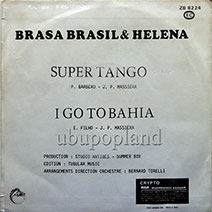 ZB 8224
BRASA BRASIL & HELENA
SUPER TANGO
P. BARBERO - J. P. MASSIERA
I GO TO BAHIA
E. FILHO - J. P. MASSIERA
ubupopland
PRODUCTION : STUDIO ANTIBES - SUMMER BOX
EDITION : TUBULAR MUSIC
ARRANGEMENTS DIRECTION ORCHESTRE : BERNARD TORELLI
CRYPTO